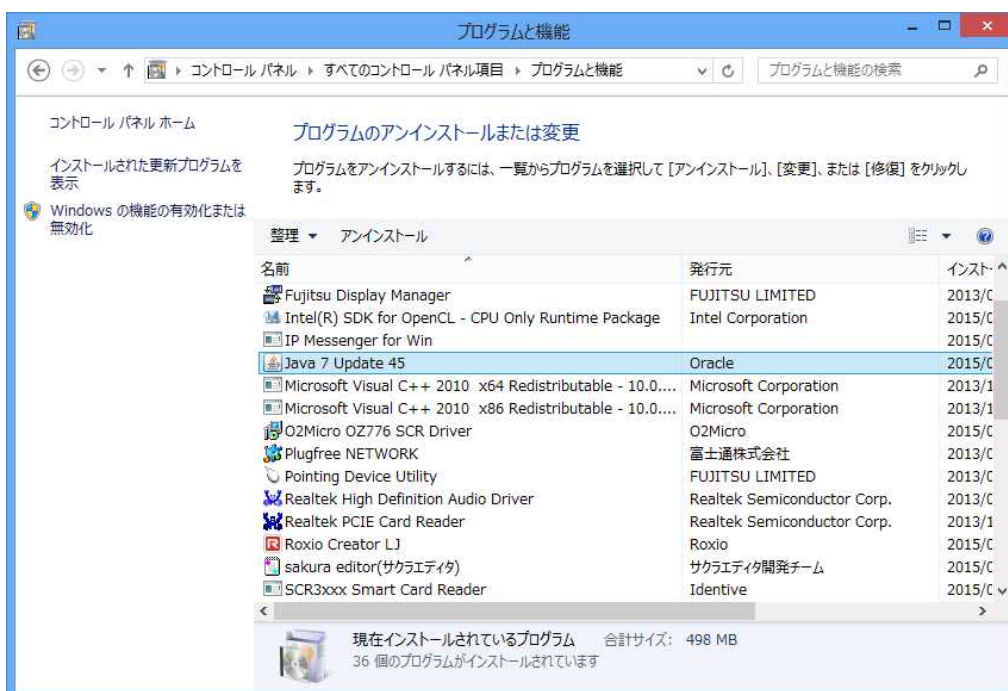 プログラムと機能
コントロール パネル ▸ すべてのコントロール パネル項目 ▸ プログラムと機能
プログラムと機能の検索
コントロール パネル ホーム
インストールされた更新プログラムを
表示
Windows の機能の有効化または
無効化
プログラムのアンインストールまたは変更
プログラムをアンインストールするには、一覧からプログラムを選択して [アンインストール]、[変更]、または [修復] をクリックし
ます。
整理 ▼ アンインストール
名前 発行元 インスト-
Fujitsu Display Manager FUJITSU LIMITED 2013/0
Intel(R) SDK for OpenCL - CPU Only Runtime Package Intel Corporation 2015/0
IP Messenger for Win 2015/0
Java 7 Update 45 Oracle 2015/0
Microsoft Visual C++ 2010 x64 Redistributable - 10.0.... Microsoft Corporation 2013/1
Microsoft Visual C++ 2010 x86 Redistributable - 10.0.... Microsoft Corporation 2013/1
O2Micro OZ776 SCR Driver O2Micro 2015/0
Plugfree NETWORK 富士通株式会社 2013/0
Pointing Device Utility FUJITSU LIMITED 2013/0
Realtek High Definition Audio Driver Realtek Semiconductor Corp. 2013/0
Realtek PCIE Card Reader Realtek Semiconductor Corp. 2013/1
Roxio Creator LJ Roxio 2015/0
sakura editor(サクラエディタ) サクラエディタ開発チーム 2015/0
SCR3xxx Smart Card Reader Identive 2015/0
現在インストールされているプログラム 合計サイズ: 498 MB
36 個のプログラムがインストールされています